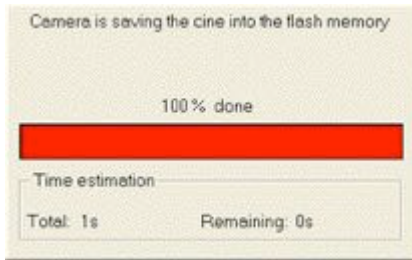 Camera is saving the cine into the flash memory
100% done
Time estimation
Total: 1s Remaining: 0s